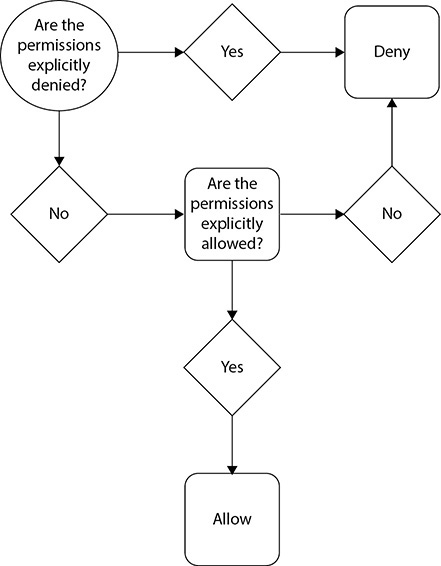 Are the
permissions
explicitly
denied?
Yes
Deny
No
Are the
permissions
explicitly
allowed?
No
Yes
Allow